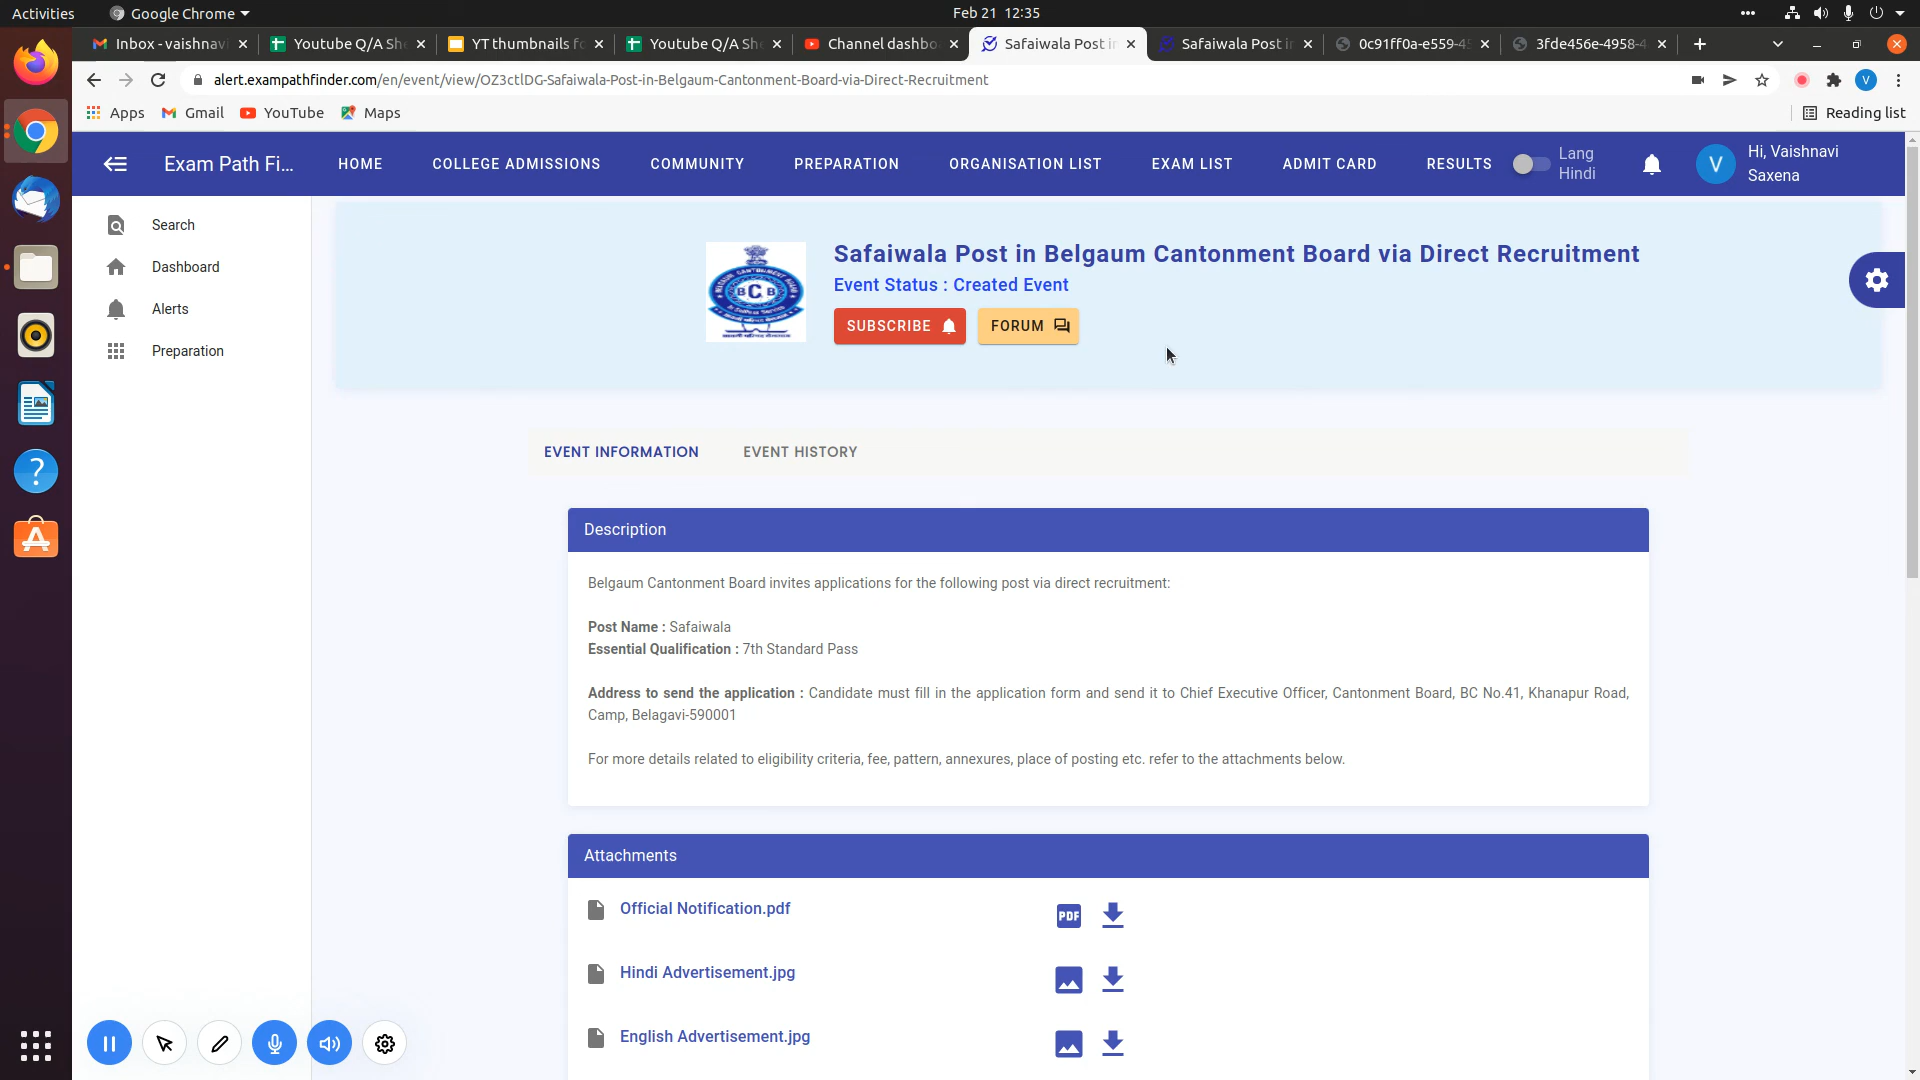 Activities
Google Chrome
Feb 21 12:35
Inbox - vaishnavi
Youtube Q/A She
YT thumbnails fo
Youtube Q/A She
Channel dashbo
Safaiwala Post in
Safaiwala Post in
0c91ff0a-e559-4
3fde456e-4958-4
alert.exampathfinder.com/en/event/view/OZ3ctlDG-Safaiwala-Post-in-Belgaum-Cantonment-Board-via-Direct-Recruitment
V
Apps
Gmail
YouTube
Maps
Reading list
Exam Path Fi...
HOME
COLLEGE ADMISSIONS
COMMUNITY
PREPARATION
ORGANISATION LIST
EXAM LIST
ADMIT CARD
RESULTS
Lang
Hindi
V
Hi, Vaishnavi
Saxena
Search
Dashboard
Alerts
Preparation
BCB
Safaiwala Post in Belgaum Cantonment Board via Direct Recruitment
Event Status : Created Event
SUBSCRIBE
FORUM
EVENT INFORMATION
EVENT HISTORY
Description
Belgaum Cantonment Board invites applications for the following post via direct recruitment:
Post Name : Safaiwala
Essential Qualification : 7th Standard Pass
Address to send the application : Candidate must fill in the application form and send it to Chief Executive Officer, Cantonment Board, BC No.41, Khanapur Road,
Camp, Belagavi-590001
For more details related to eligibility criteria, fee, pattern, annexures, place of posting etc. refer to the attachments below.
Attachments
Official Notification.pdf
PDF
Hindi Advertisement.jpg
English Advertisement.jpg